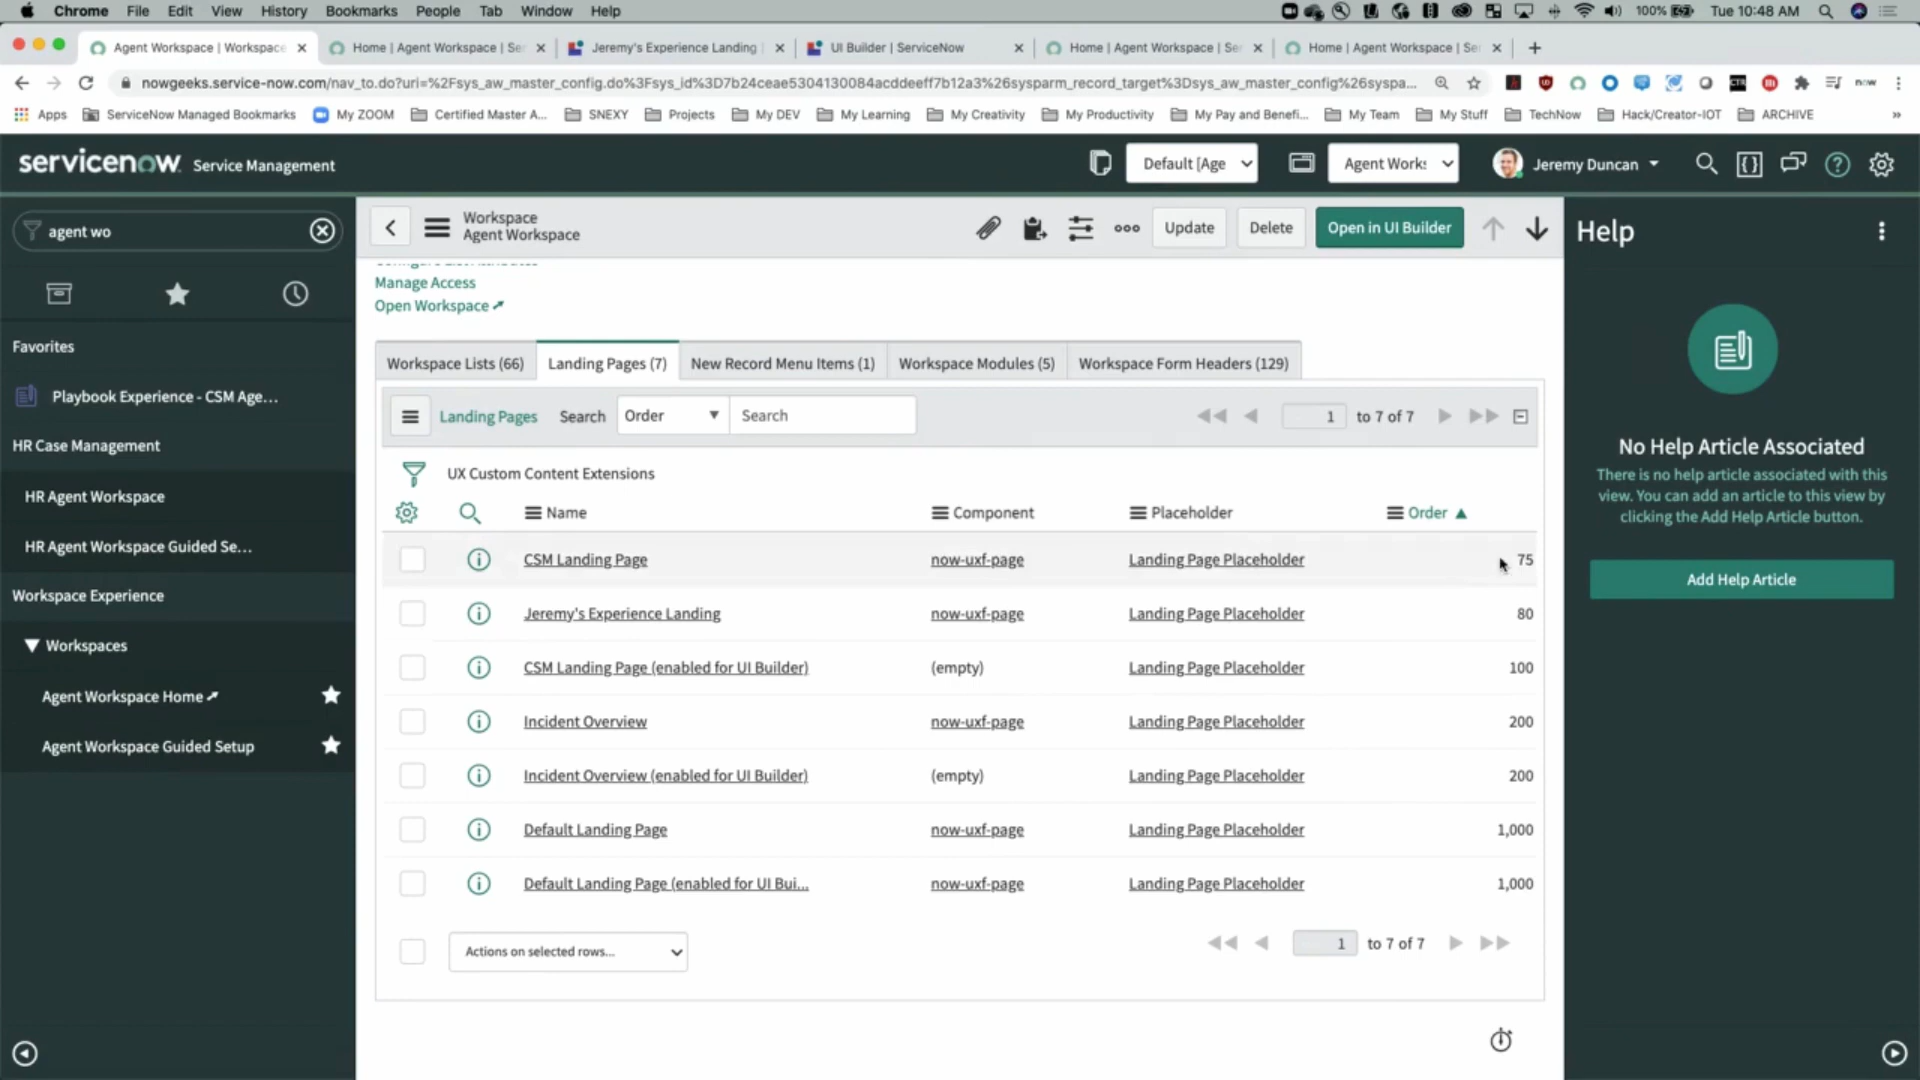 Chrome File Edit View History Bookmarks People Tab Window Help
100% Tue 10:48 AM
Agent Workspace | Workspace
Home | Agent Workspace | Ser
Jeremy's Experience Landing
UI Builder | ServiceNow
Home | Agent Workspace | Se
Home | Agent Workspace | Se
nowgeeks.service-now.com/nav_to.do?uri=%2Fsys_aw_master_config.do%3Fsys_id%3D7b24ceae5304130084acddeeff7b12a3%26sysparm_record_target%3Dsys_aw_master_config%26syspa...
Apps ServiceNow Managed Bookmarks My ZOOM Certified Master A... SNEXY Projects My DEV My Learning My Creativity My Productivity My Pay and Benefi... My Team My Stuff TechNow Hack/Creator-IOT ARCHIVE »
servicenow Service Management
Default [Age
Agent Works
Jeremy Duncan
agent wo
Favorites
Playbook Experience - CSM Age...
HR Case Management
HR Agent Workspace
HR Agent Workspace Guided Se...
Workspace Experience
Workspaces
Agent Workspace Home
Agent Workspace Guided Setup
Workspace
Agent Workspace
Update Delete Open in UI Builder
Manage Access
Open Workspace
Workspace Lists (66) Landing Pages (7) New Record Menu Items (1) Workspace Modules (5) Workspace Form Headers (129)
Landing Pages Search Order Search 1 to 7 of 7
UX Custom Content Extensions
Name Component Placeholder Order
CSM Landing Page now-uxf-page Landing Page Placeholder 75
Jeremy's Experience Landing now-uxf-page Landing Page Placeholder 80
CSM Landing Page (enabled for UI Builder) (empty) Landing Page Placeholder 100
Incident Overview now-uxf-page Landing Page Placeholder 200
Incident Overview (enabled for UI Builder) (empty) Landing Page Placeholder 200
Default Landing Page now-uxf-page Landing Page Placeholder 1,000
Default Landing Page (enabled for UI Bui... now-uxf-page Landing Page Placeholder 1,000
Actions on selected rows... 1 to 7 of 7
Help
No Help Article Associated
There is no help article associated with this
view. You can add an article to this view by
clicking the Add Help Article button.
Add Help Article